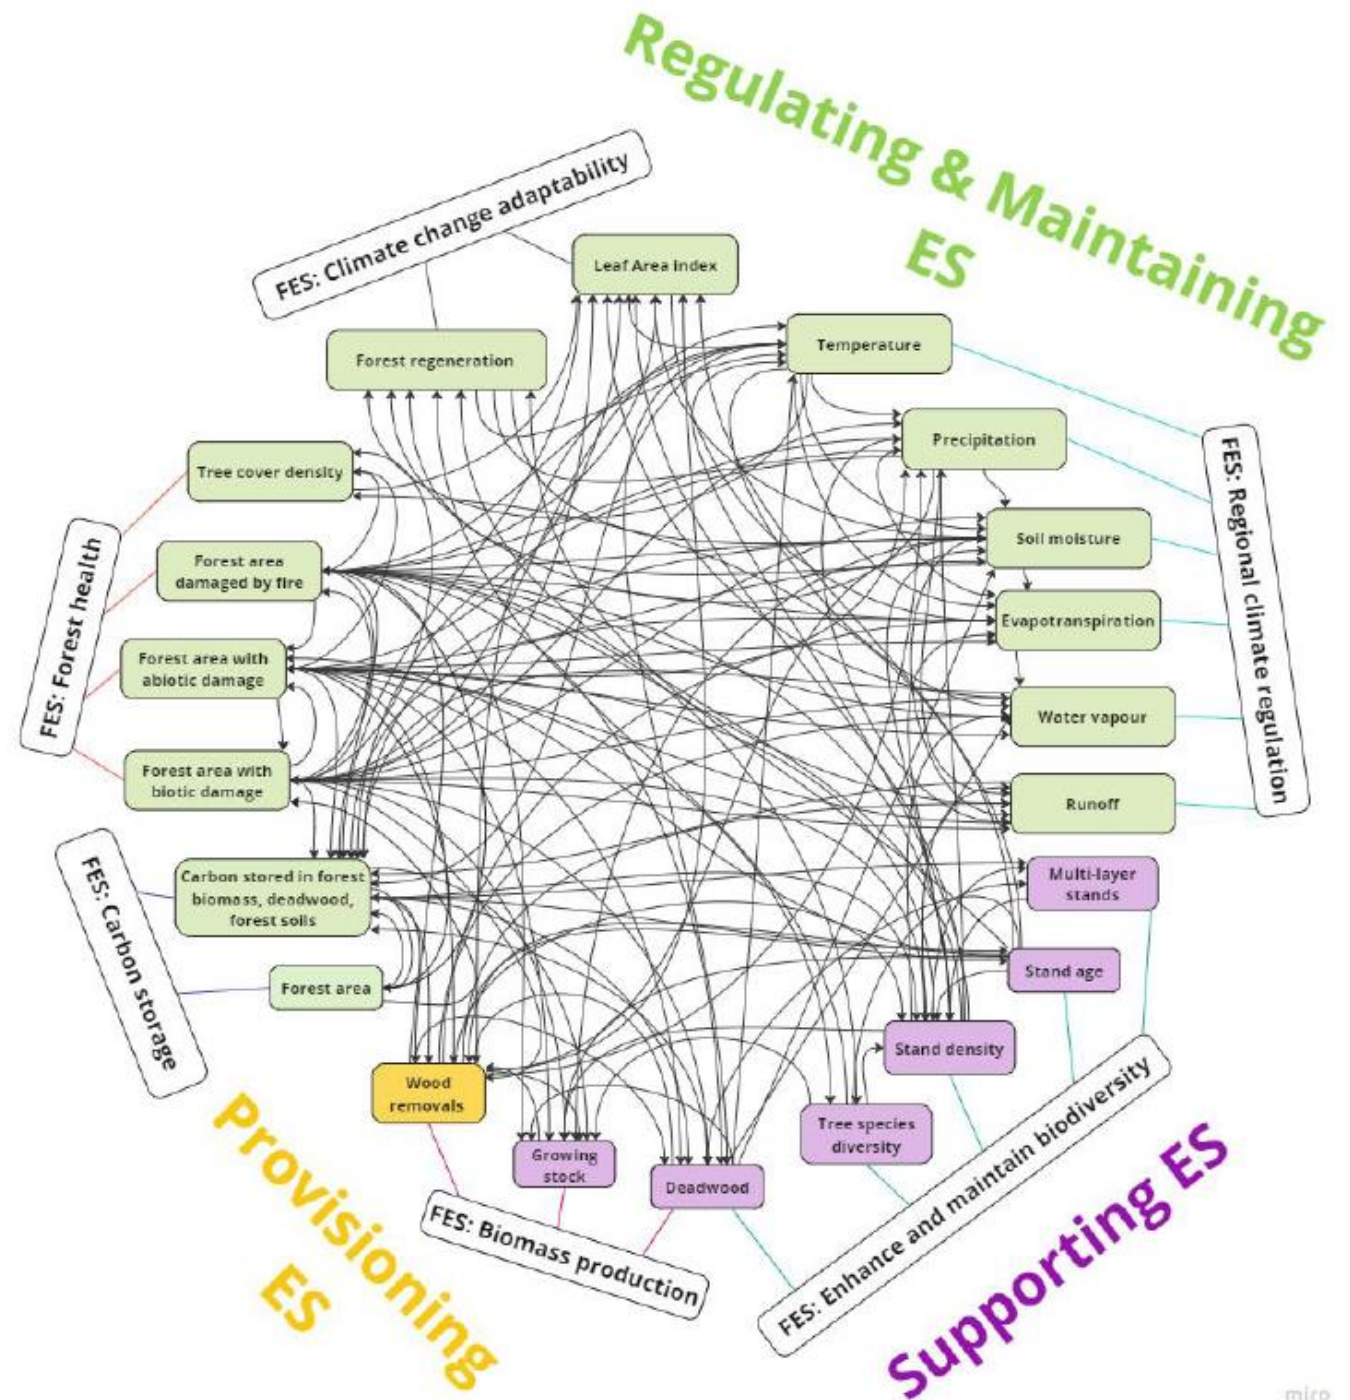 Regulating & Maintaining
ES
FES: Climate change adaptability
Leaf Area Index
Temperature
Forest regeneration
Precipitation
Tree cover density
Soil moisture
Forest area
damaged by fire
Evapotranspiration
FES: Regional climate regulation
FES: Forest health
Forest area with
abiotic damage
Water vapour
Forest area with
biotic damage
Runoff
Carbon stored in forest
biomass, deadwood,
forest soils
Multi-layer
stands
FES: Carbon storage
Stand age
Forest area
Stand density
Wood
removals
Tree species
diversity
Growing
stock
Deadwood
FES: Biomass production
FES: Enhance and maintain biodiversity
Provisioning
ES
Supporting ES
miro